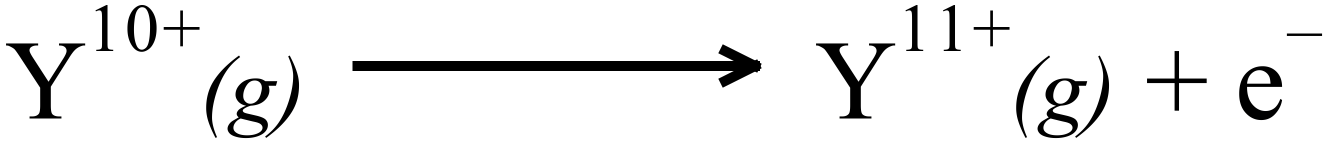 Y¹⁰⁺(g) ⟶ Y¹¹⁺(g) + e⁻